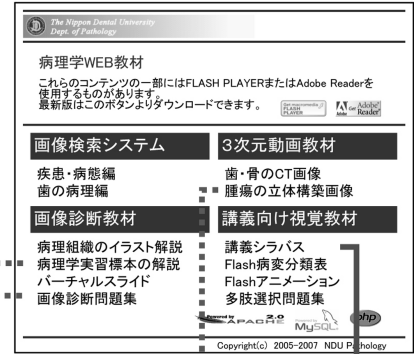 The Nippon Dental University
Dept. of Pathology
病理学WEB教材
これらのコンテンツの一部にはFLASH PLAYERまたはAdobe Readerを
使用するものがあります。
最新版はこのボタンよりダウンロードできます。
Get macromedia FLASH PLAYER
Adobe Get Adobe Reader
画像検索システム
疾患・病態編
歯の病理編
3次元動画教材
歯・骨のCT画像
腫瘍の立体構築画像
画像診断教材
病理組織のイラスト解説
病理学実習標本の解説
バーチャルスライド
画像診断問題集
講義向け視覚教材
講義シラバス
Flash病変分類表
Flashアニメーション
多肢選択問題集
Powered by APACHE 2.0
Powered by MySQL
php
Copyright(c) 2005-2007 NDU Pathology